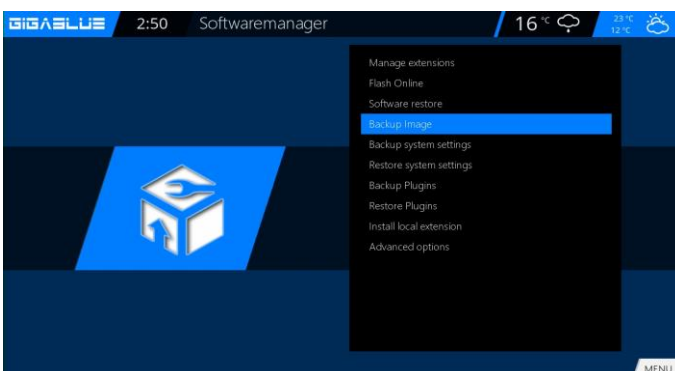 GIGABLUE 2:50 Softwaremanager 16 °C 23 °C
12 °C
Manage extensions
Flash Online
Software restore
Backup Image
Backup system settings
Restore system settings
Backup Plugins
Restore Plugins
Install local extension
Advanced options
MENU